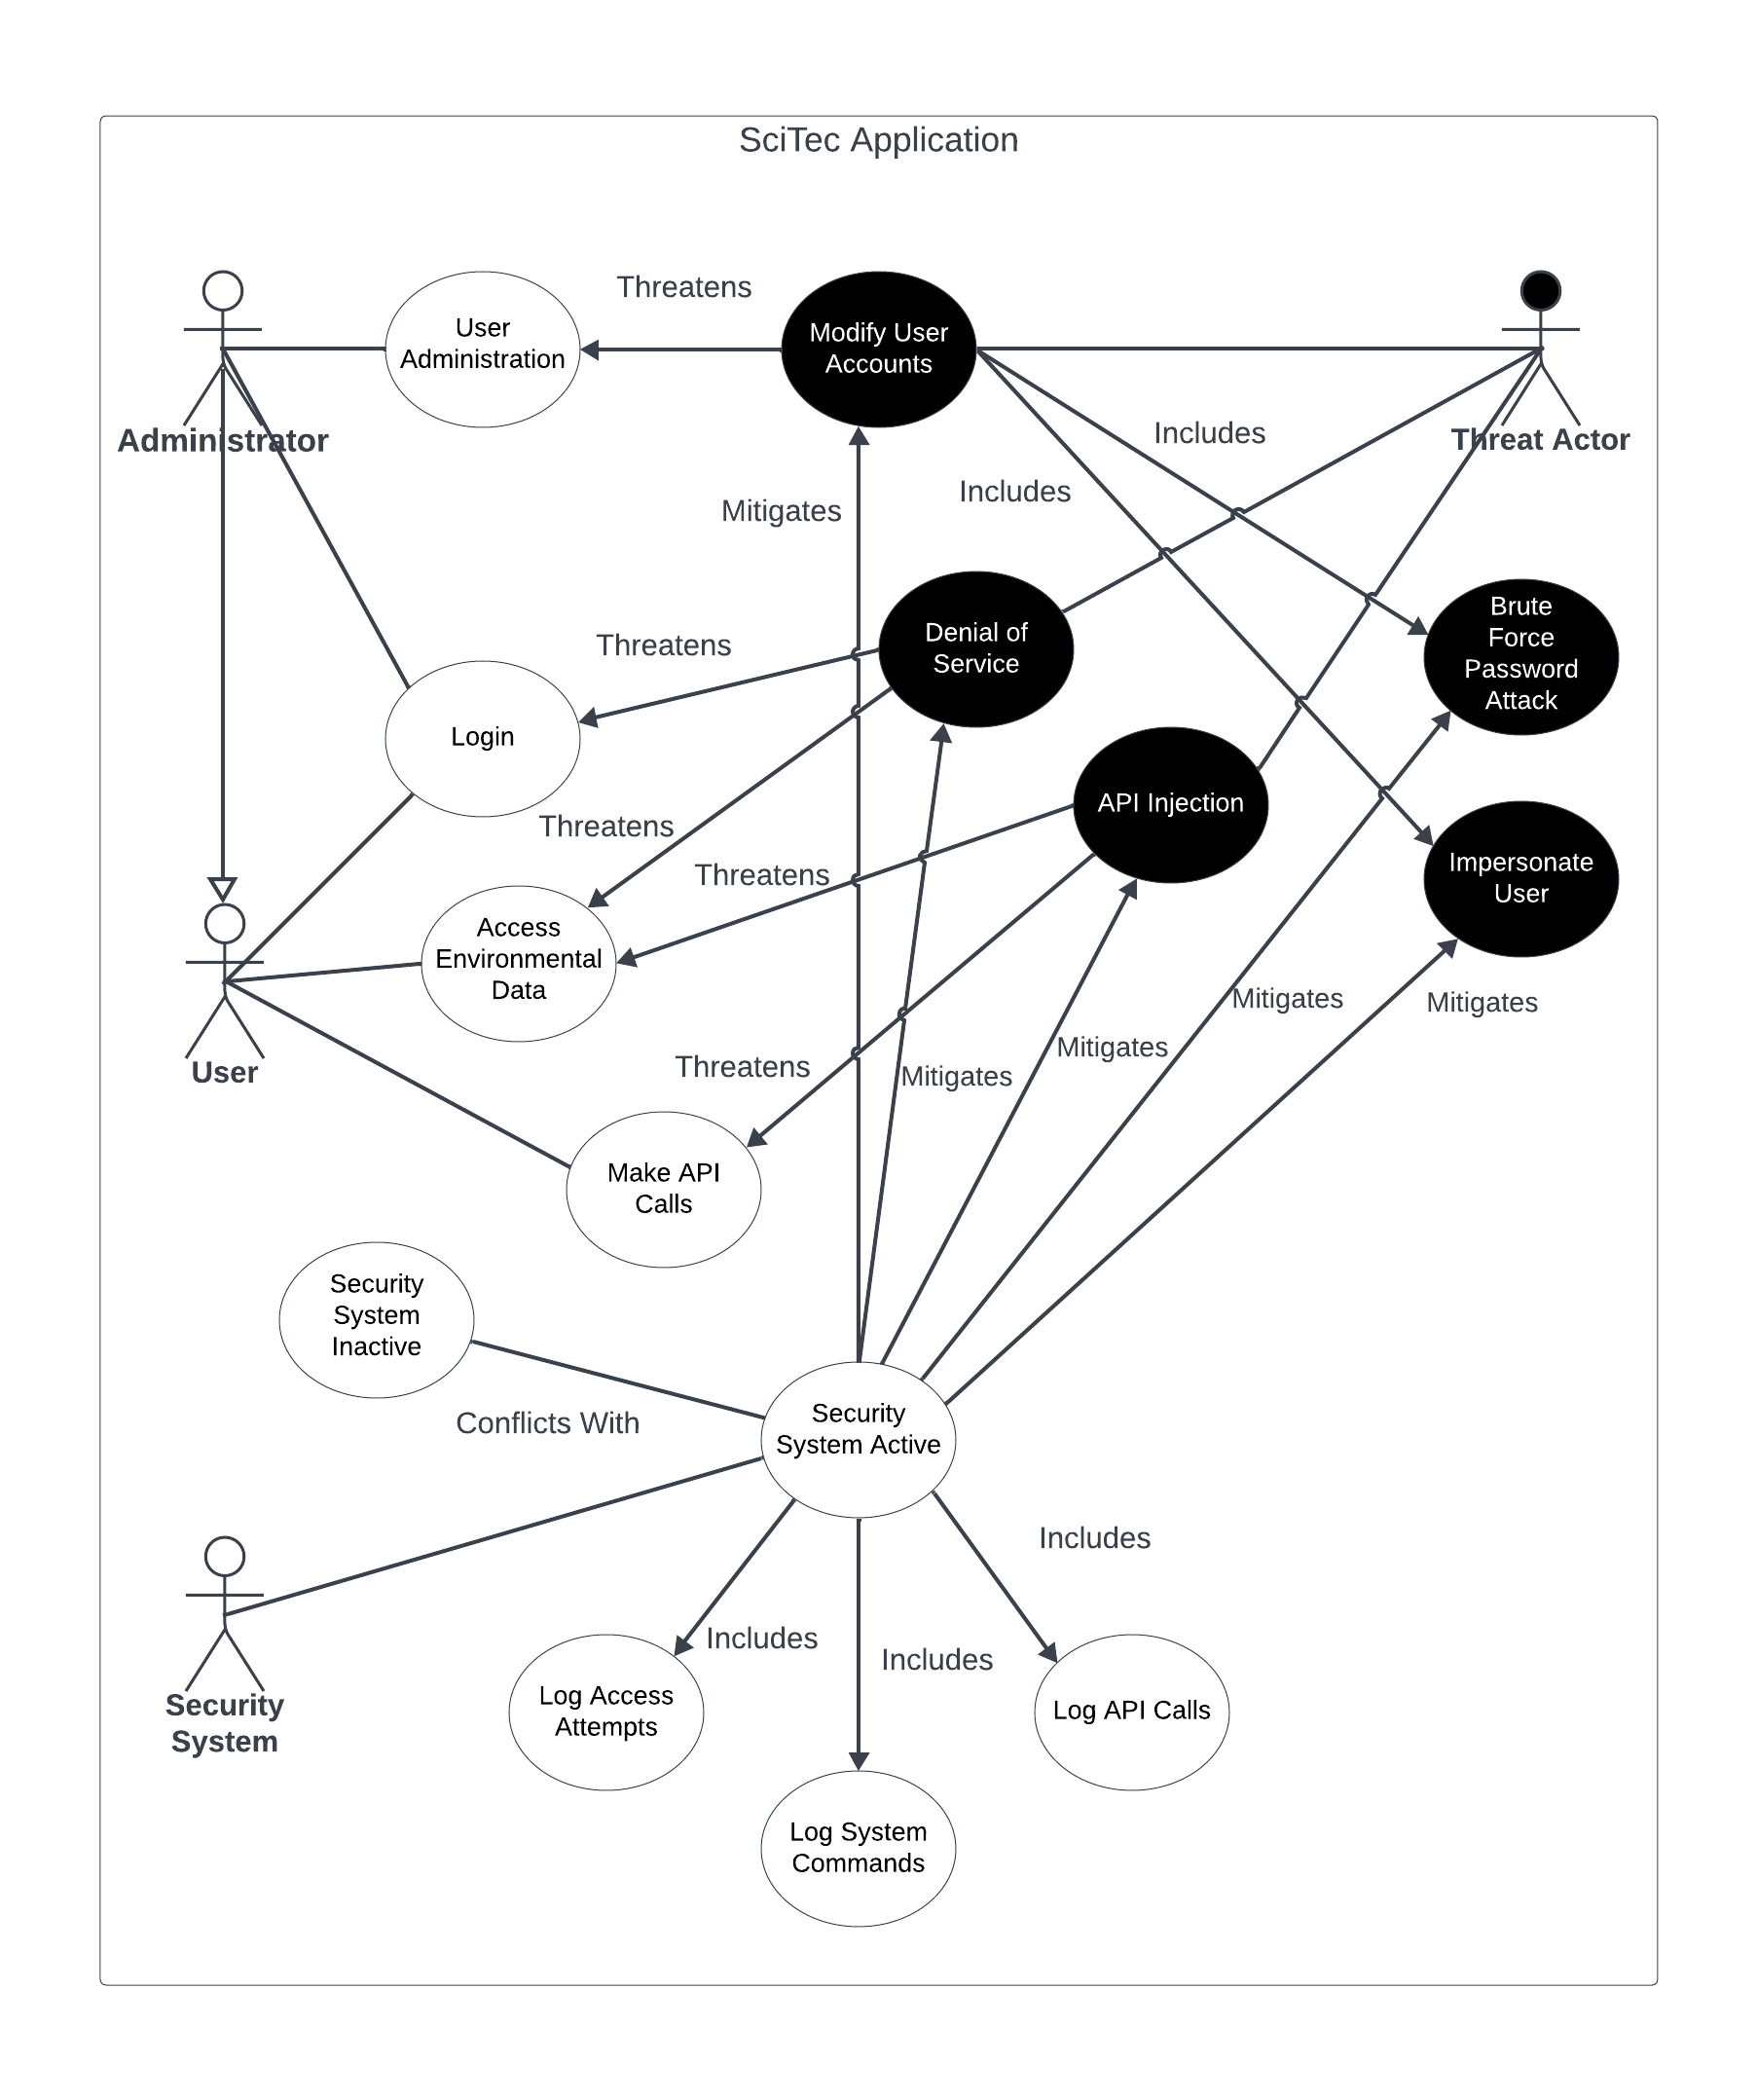 SciTec Application
Threatens
User
Administration
Modify User
Accounts
Administrator
Includes
Threat Actor
Includes
Mitigates
Brute
Force
Password
Attack
Denial of
Service
Threatens
Login
API Injection
Threatens
Threatens
Impersonate
User
Access
Environmental
Data
Mitigates
Mitigates
Mitigates
User
Threatens
Mitigates
Make API
Calls
Security
System
Inactive
Conflicts With
Security
System Active
Includes
Includes
Includes
Security
System
Log Access
Attempts
Log API Calls
Log System
Commands